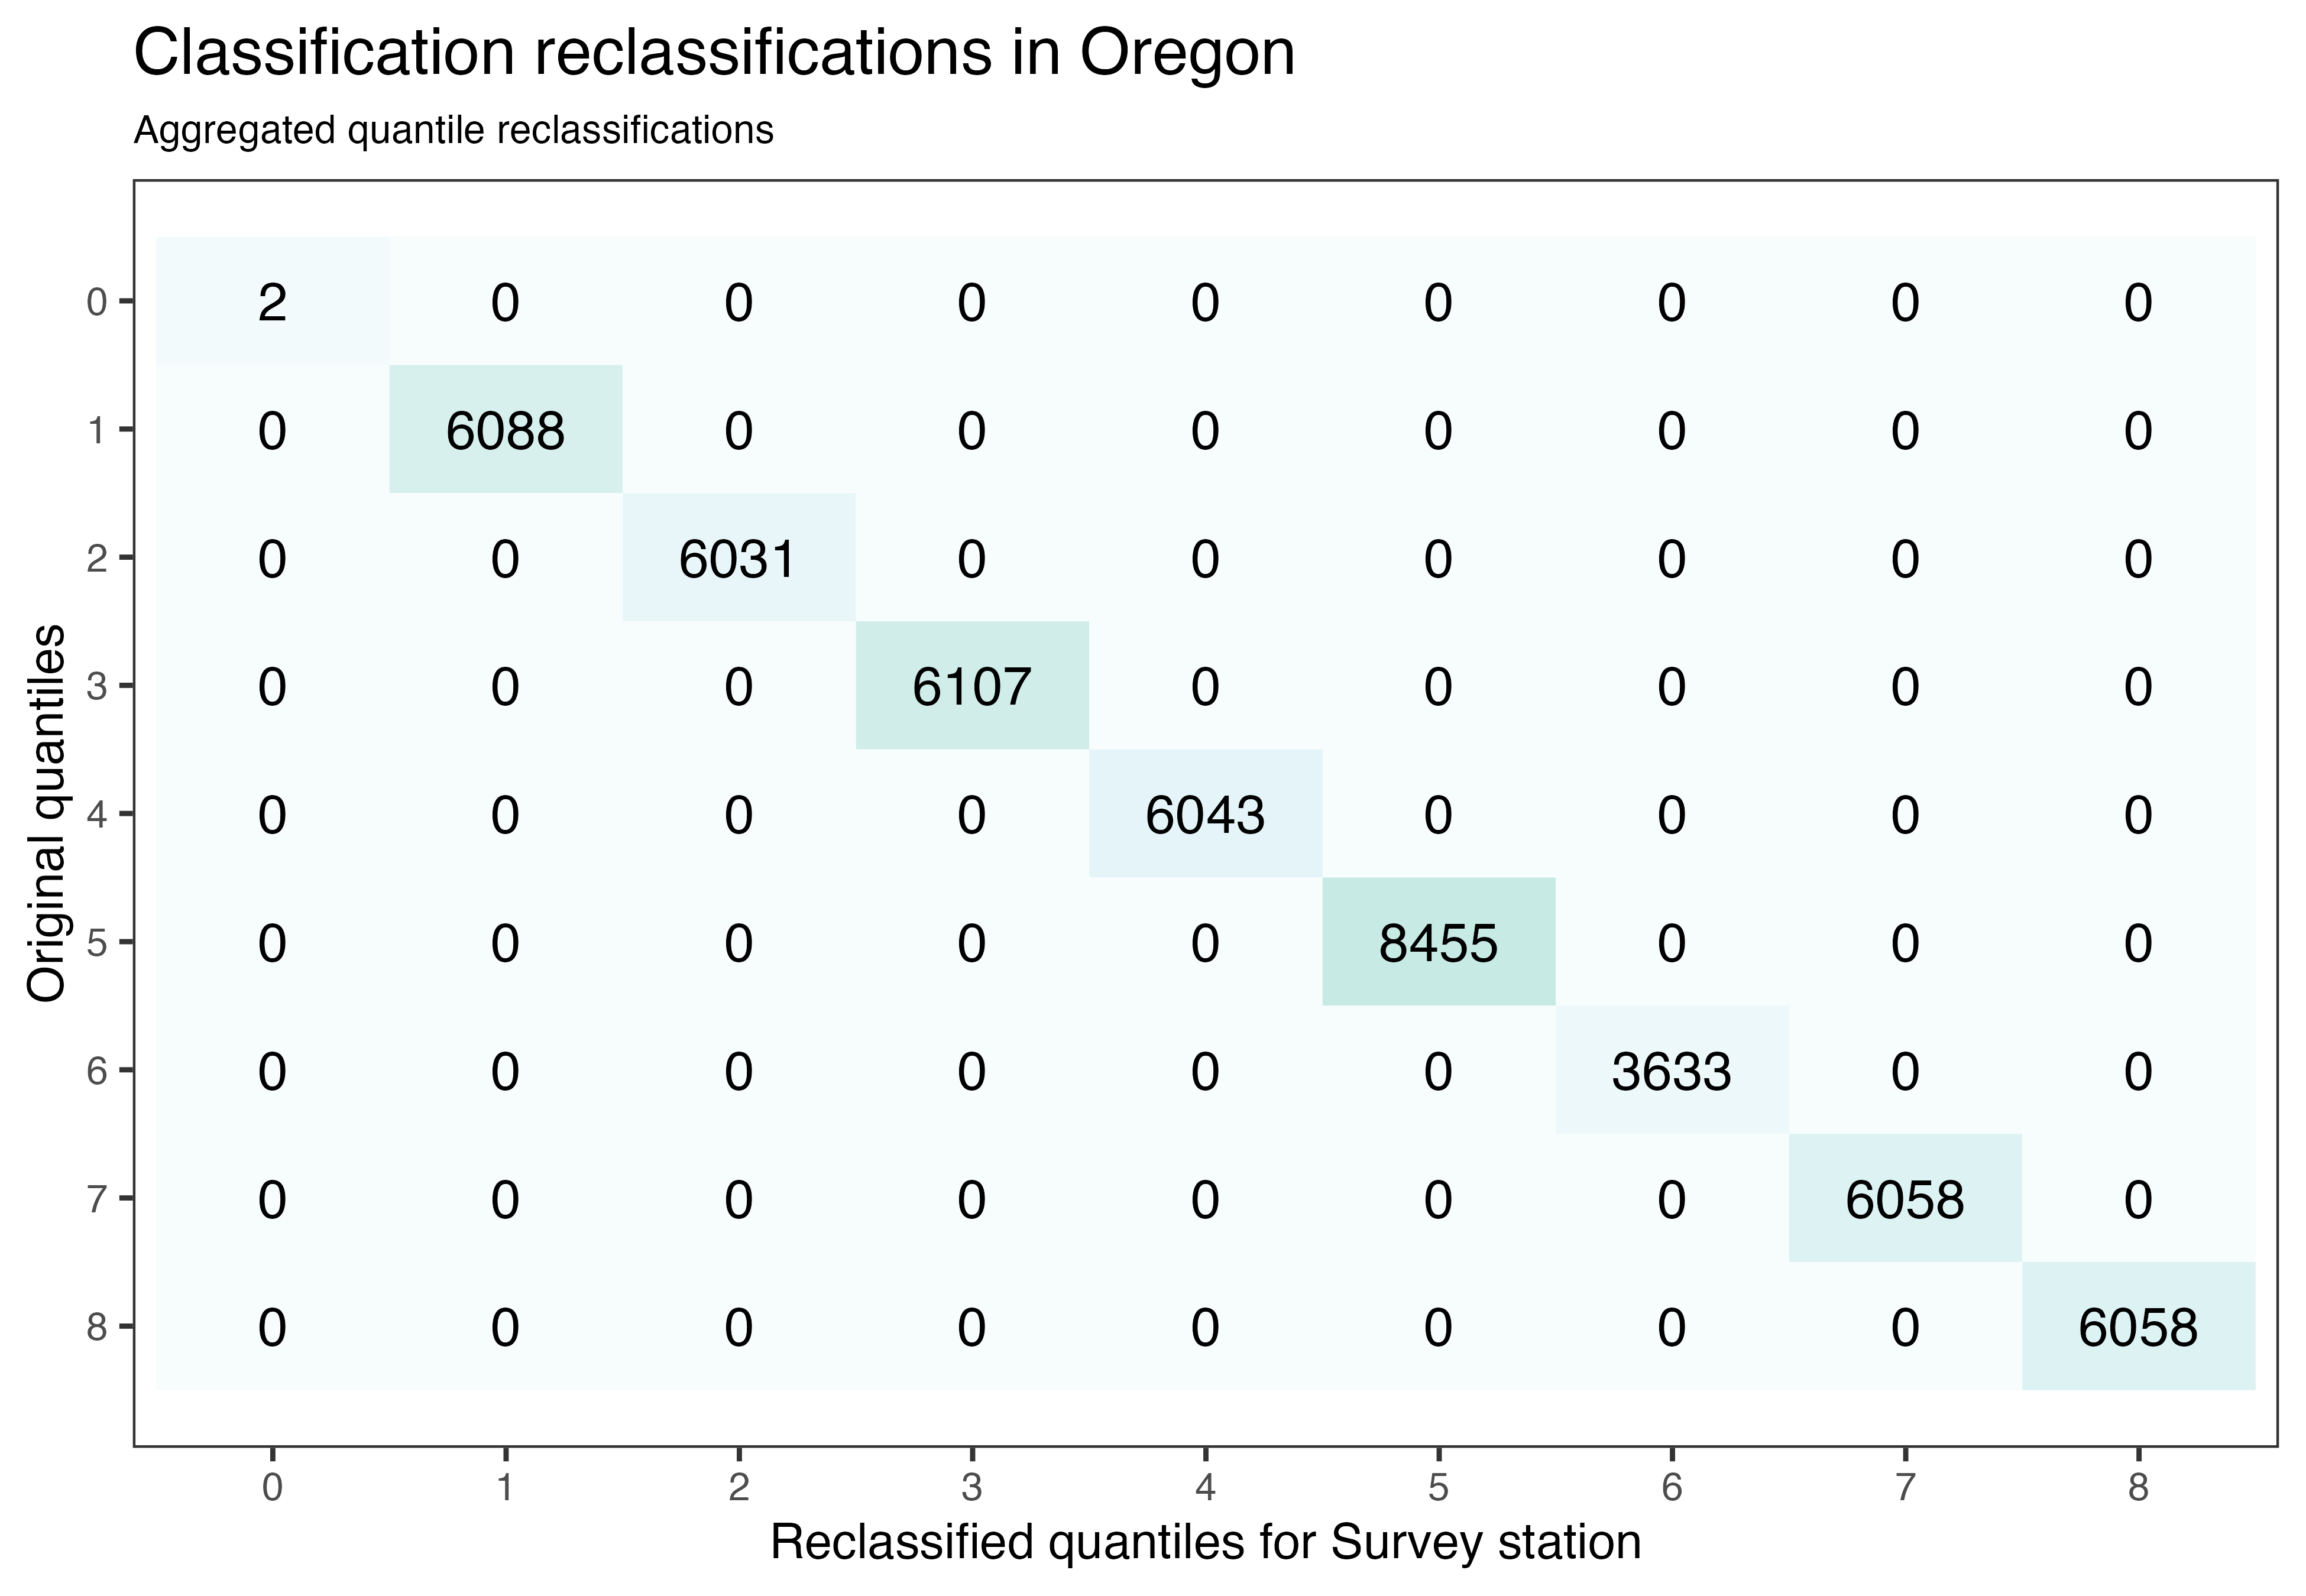 Classification reclassifications in Oregon
Aggregated quantile reclassifications
Original quantiles
0 2 0 0 0 0 0 0 0 0
1 0 6088 0 0 0 0 0 0 0
2 0 0 6031 0 0 0 0 0 0
3 0 0 0 6107 0 0 0 0 0
4 0 0 0 0 6043 0 0 0 0
5 0 0 0 0 0 8455 0 0 0
6 0 0 0 0 0 0 3633 0 0
7 0 0 0 0 0 0 0 6058 0
8 0 0 0 0 0 0 0 0 6058
0 1 2 3 4 5 6 7 8
Reclassified quantiles for Survey station